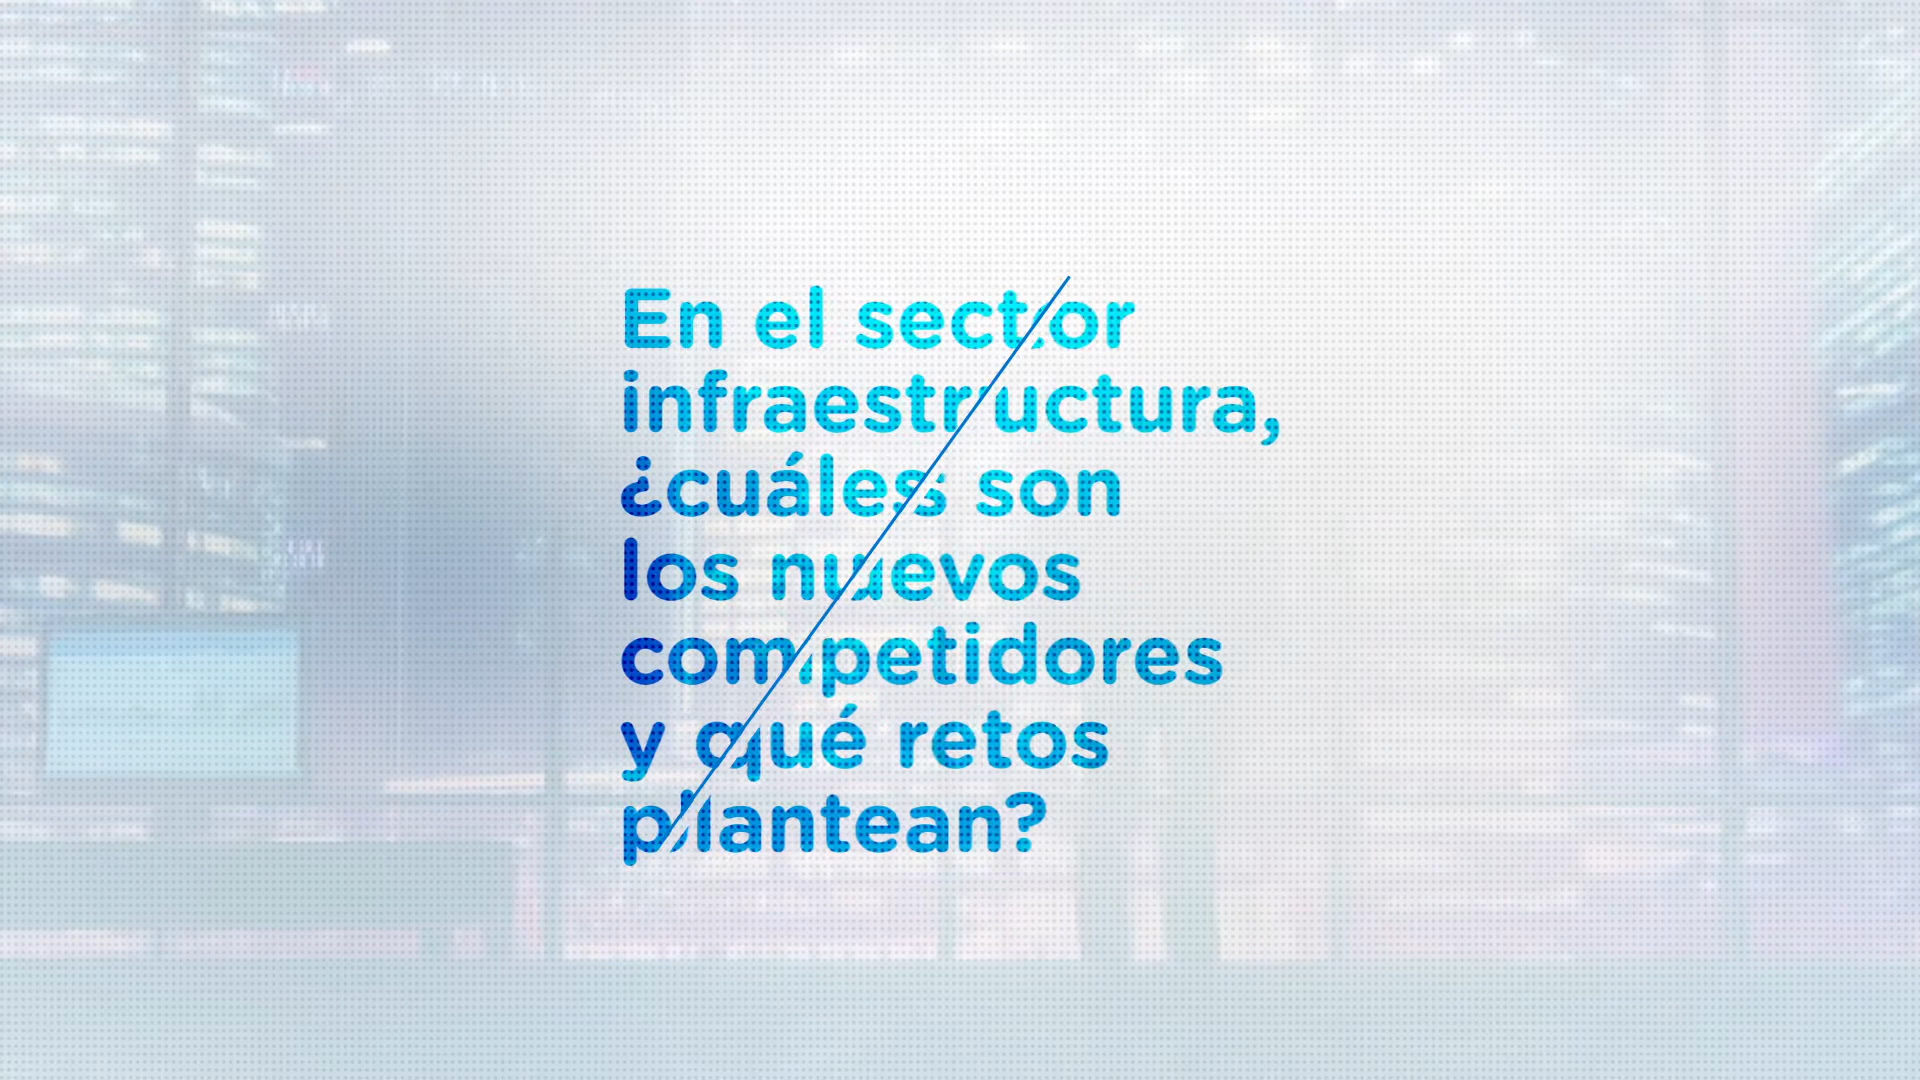 En el sector
infraestructura,
¿cuáles son
los nuevos
competidores
y qué retos
plantean?